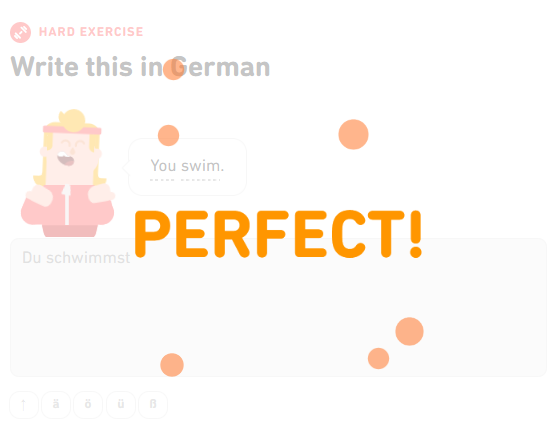 HARD EXERCISE
Write this in German
You swim.
PERFECT!
Du schwimmst
↑ ä ö ü ß